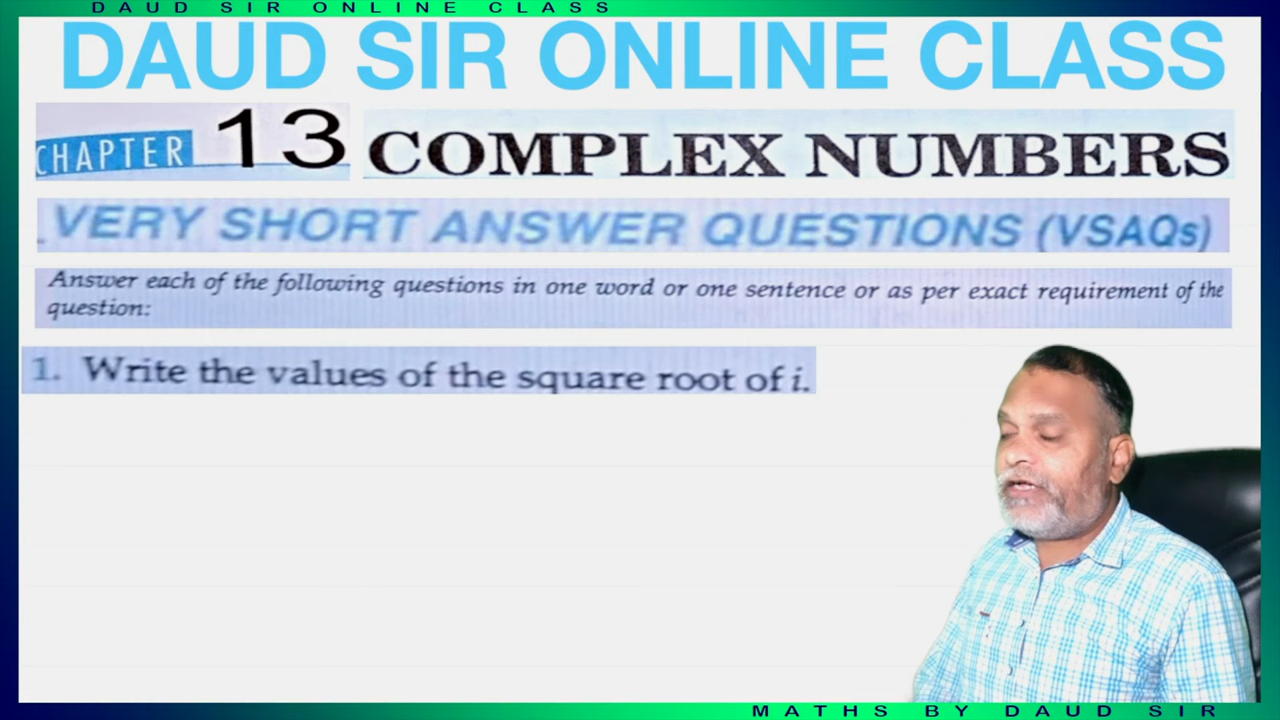 DAUD SIR ONLINE CLASS
DAUD SIR ONLINE CLASS
CHAPTER 13 COMPLEX NUMBERS
VERY SHORT ANSWER QUESTIONS (VSAQs)
Answer each of the following questions in one word or one sentence or as per exact requirement of the
question:
1. Write the values of the square root of i.
MATHS BY DAUD SIR